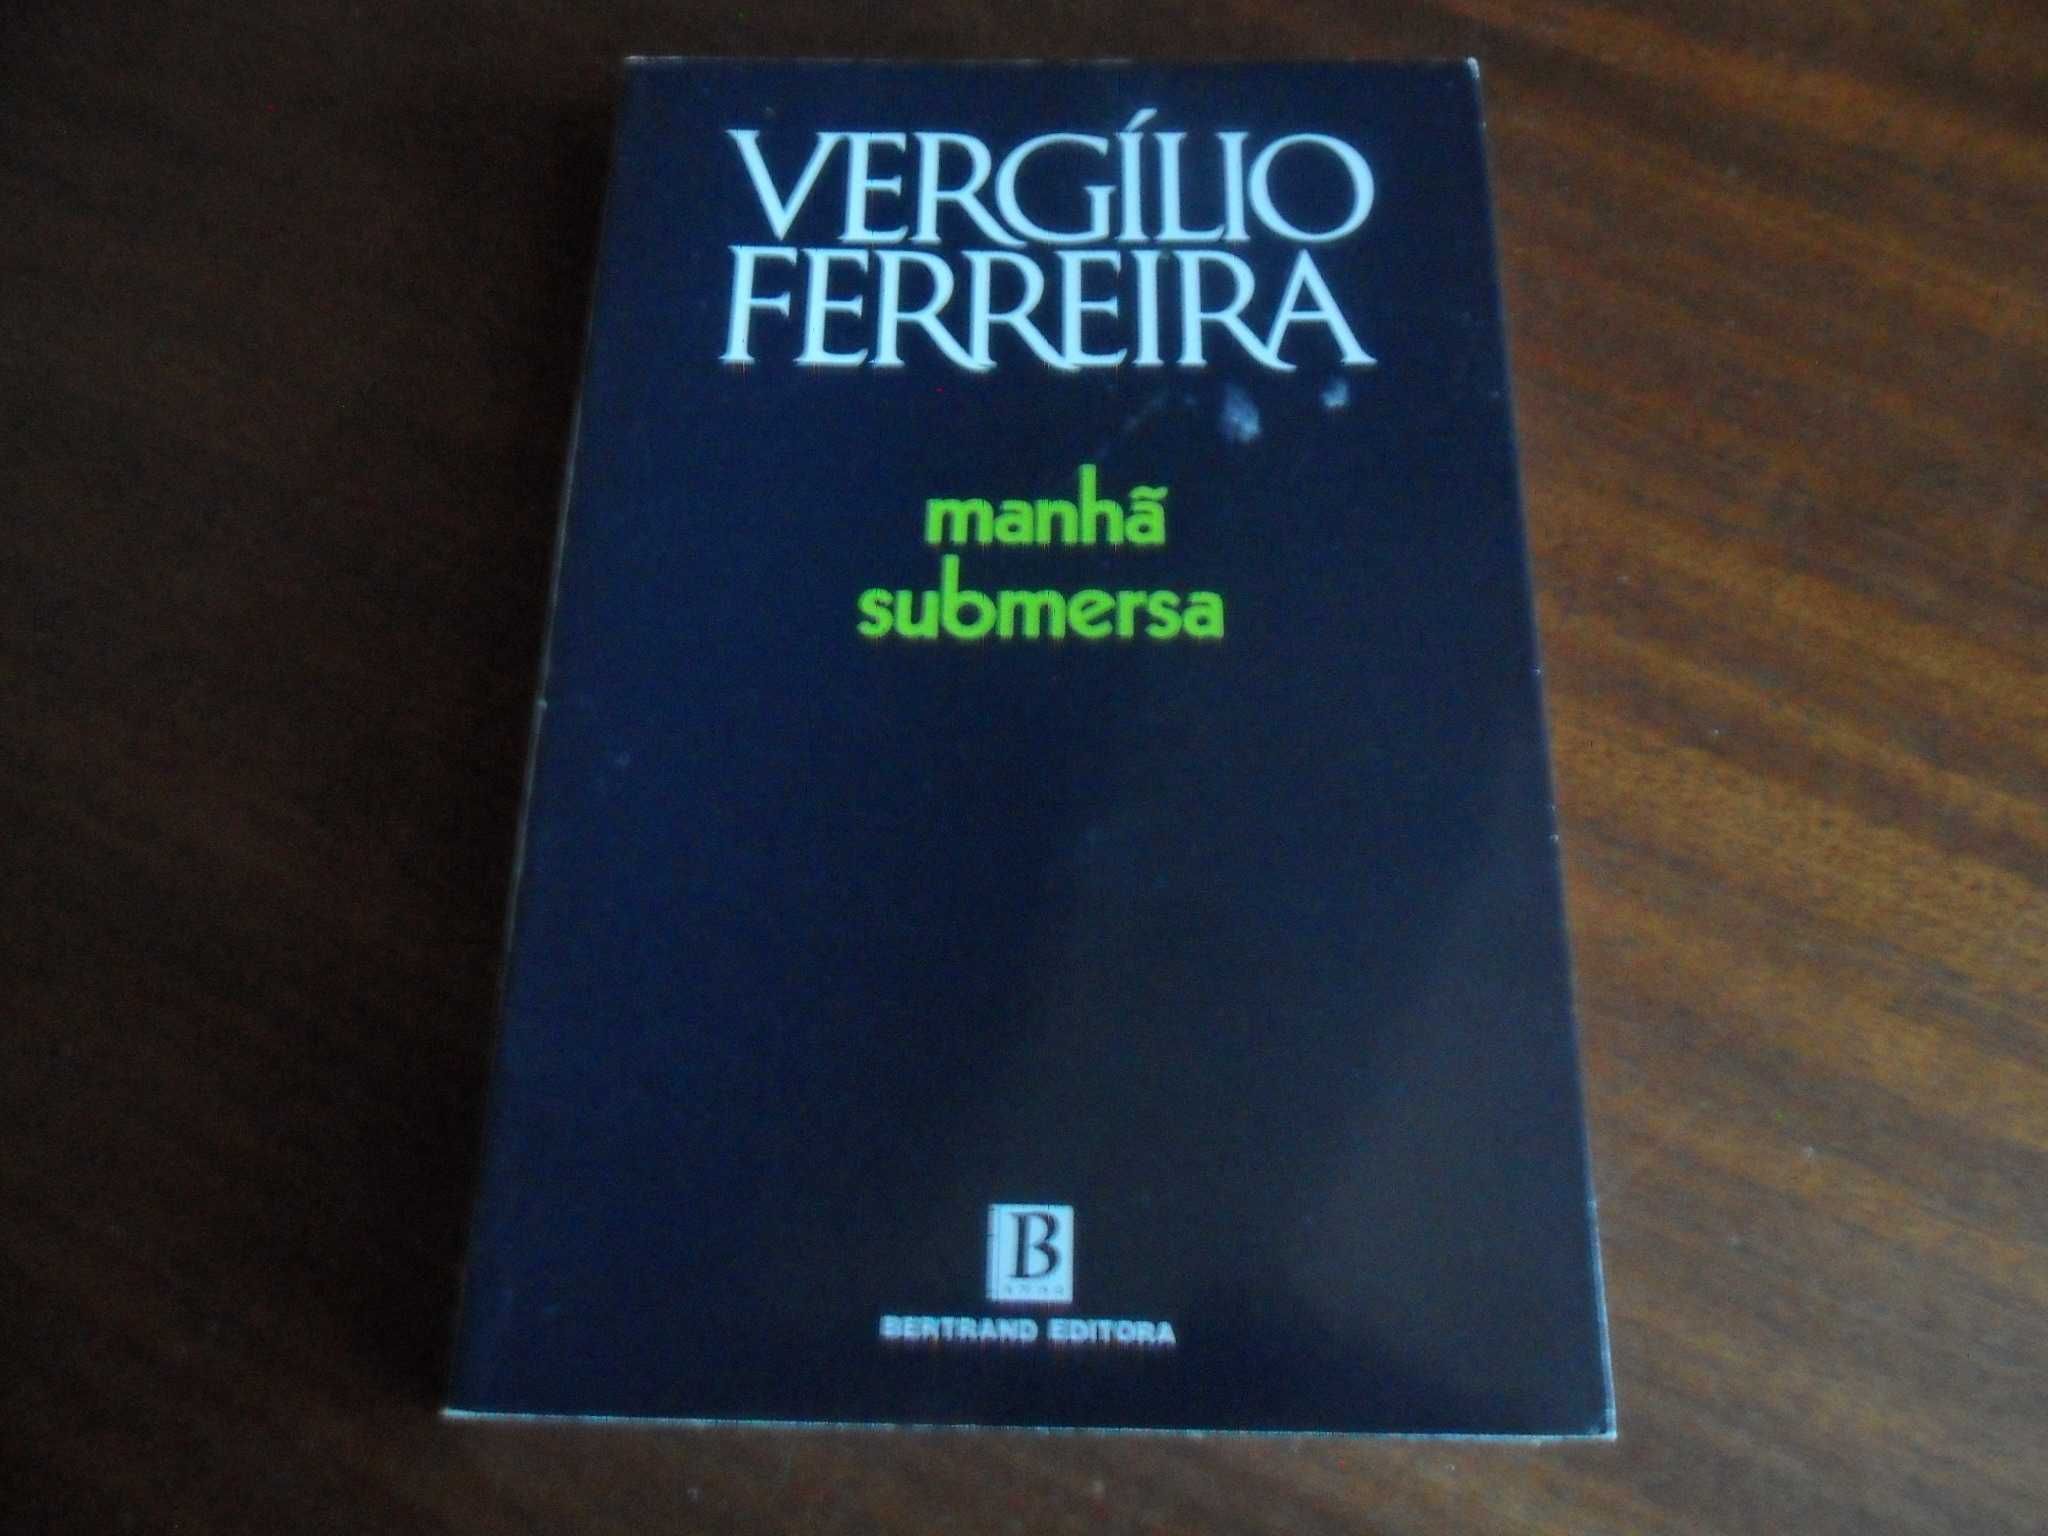 VERGÍLIO
FERREIRA
manhã
submersa
B
BERTRAND EDITORA